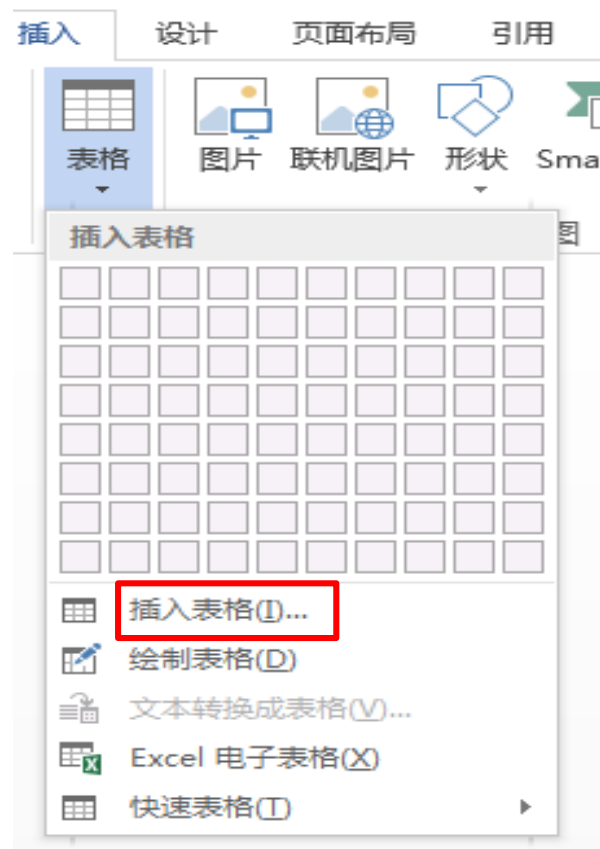 插入 设计 页面布局 引用
表格 图片 联机图片 形状 Sma
图
插入表格
插入表格(I)...
绘制表格(D)
文本转换成表格(V)...
Excel 电子表格(X)
快速表格(T)